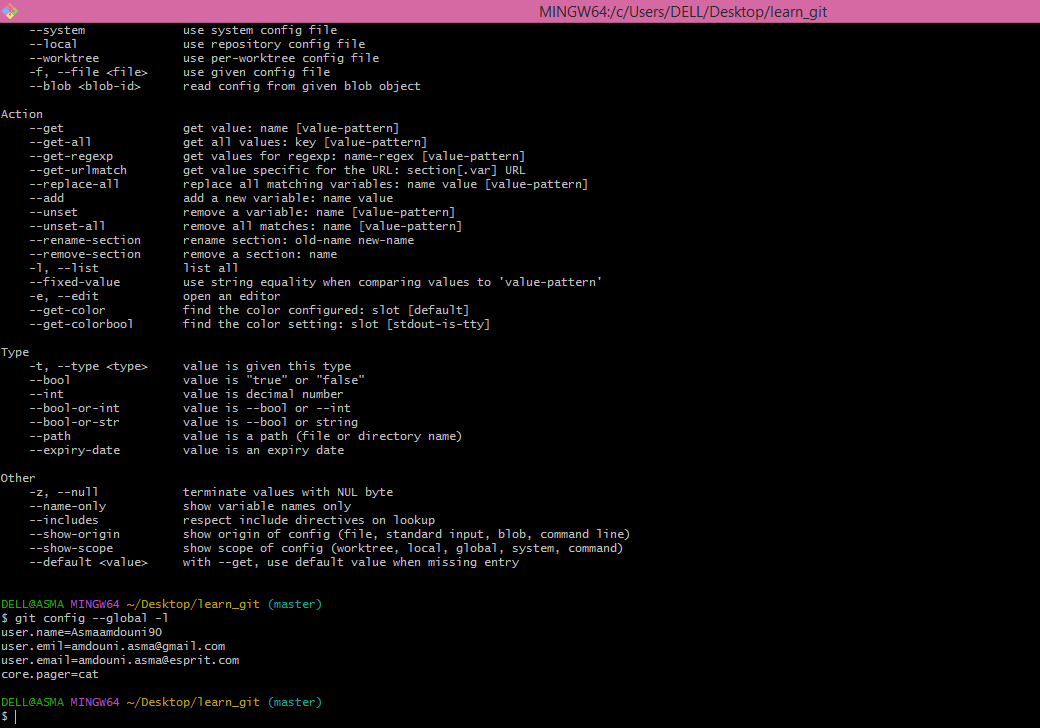 MINGW64:/c/Users/DELL/Desktop/learn_git
--system use system config file
--local use repository config file
--worktree use per-worktree config file
-f, --file <file> use given config file
--blob <blob-id> read config from given blob object
Action
--get get value: name [value-pattern]
--get-all get all values: key [value-pattern]
--get-regexp get values for regexp: name-regex [value-pattern]
--get-urlmatch get value specific for the URL: section[.var] URL
--replace-all replace all matching variables: name value [value-pattern]
--add add a new variable: name value
--unset remove a variable: name [value-pattern]
--unset-all remove all matches: name [value-pattern]
--rename-section rename section: old-name new-name
--remove-section remove a section: name
-l, --list list all
--fixed-value use string equality when comparing values to 'value-pattern'
-e, --edit open an editor
--get-color find the color configured: slot [default]
--get-colorbool find the color setting: slot [stdout-is-tty]
Type
-t, --type <type> value is given this type
--bool value is "true" or "false"
--int value is decimal number
--bool-or-int value is --bool or --int
--bool-or-str value is --bool or string
--path value is a path (file or directory name)
--expiry-date value is an expiry date
Other
-z, --null terminate values with NUL byte
--name-only show variable names only
--includes respect include directives on lookup
--show-origin show origin of config (file, standard input, blob, command line)
--show-scope show scope of config (worktree, local, global, system, command)
--default <value> with --get, use default value when missing entry
DELL@ASMA MINGW64 ~/Desktop/learn_git (master)
$ git config --global -l
user.name=Asmaamdouni90
user.emil=amdouni.asma@gmail.com
user.email=amdouni.asma@esprit.com
core.pager=cat
DELL@ASMA MINGW64 ~/Desktop/learn_git (master)
$